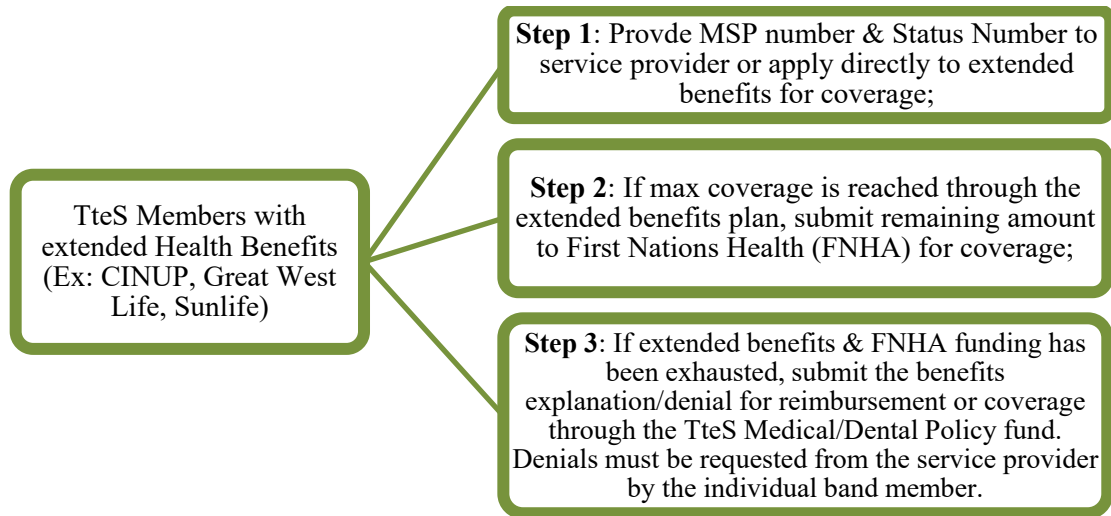 TteS Members with
extended Health Benefits
(Ex: CINUP, Great West
Life, Sunlife)
Step 1: Provde MSP number & Status Number to
service provider or apply directly to extended
benefits for coverage;
Step 2: If max coverage is reached through the
extended benefits plan, submit remaining amount
to First Nations Health (FNHA) for coverage;
Step 3: If extended benefits & FNHA funding has
been exhausted, submit the benefits
explanation/denial for reimbursement or coverage
through the TteS Medical/Dental Policy fund.
Denials must be requested from the service provider
by the individual band member.